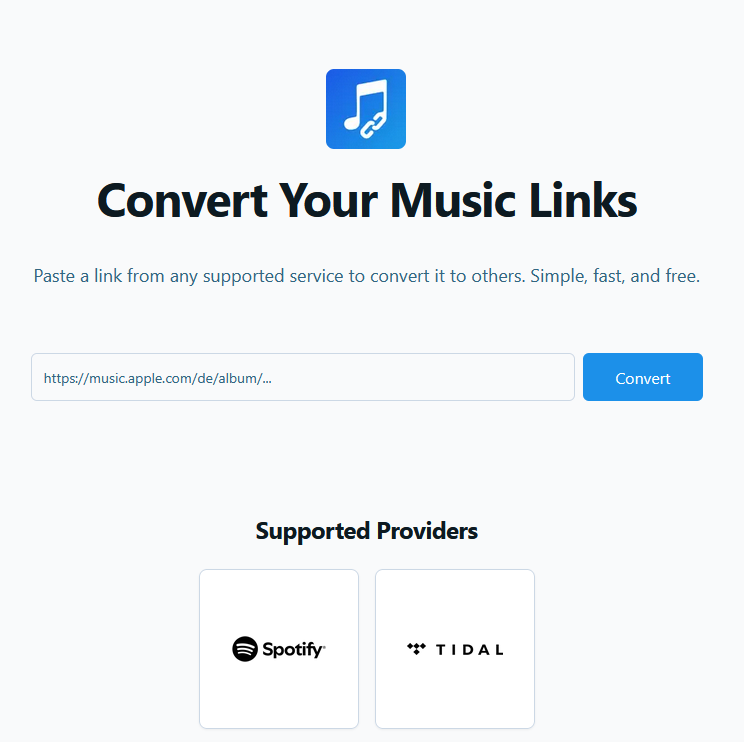 Convert Your Music Links
Paste a link from any supported service to convert it to others. Simple, fast, and free.
https://music.apple.com/de/album/...
Convert
Supported Providers
Spotify
TIDAL